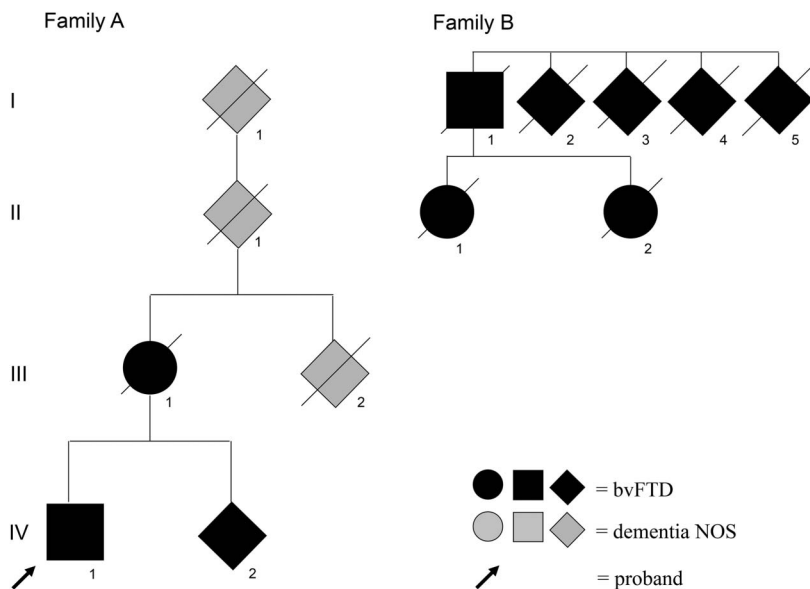 Family A
Family B
I
1
1 2 3 4 5
II
1
1 2
III
1 2
= bvFTD
IV
= dementia NOS
1 2
= proband